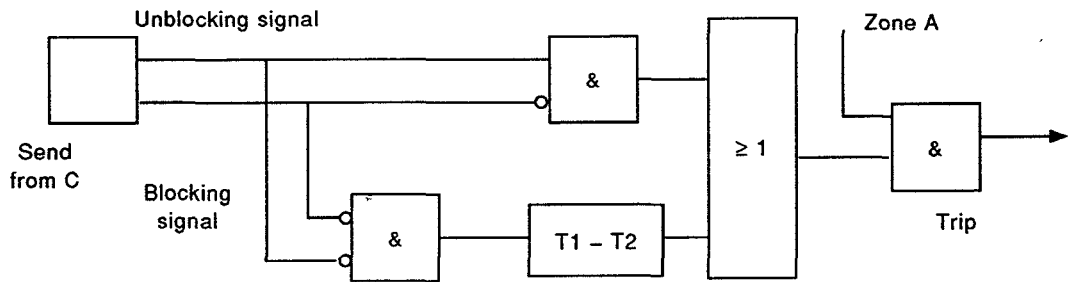 Unblocking signal
Zone A
&
≥ 1
&
Send
from C
Blocking
signal
&
T1 – T2
Trip